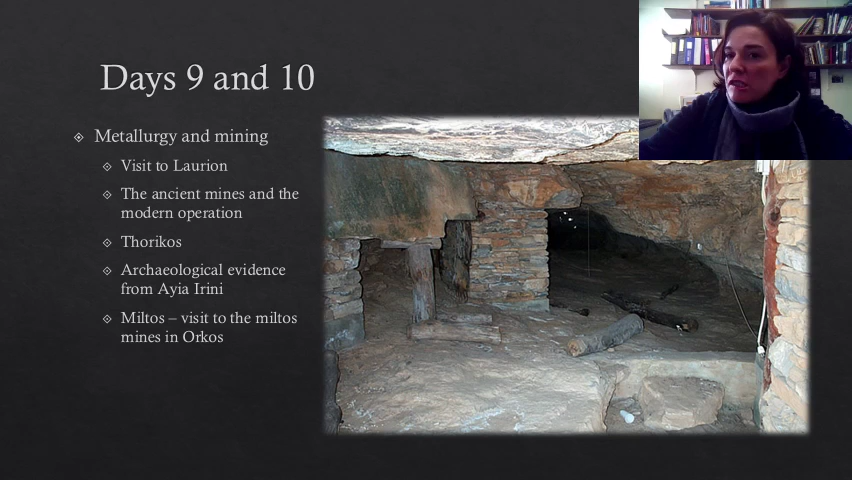 Days 9 and 10
Metallurgy and mining
Visit to Laurion
The ancient mines and the
modern operation
Thorikos
Archaeological evidence
from Ayia Irini
Miltos – visit to the miltos
mines in Orkos